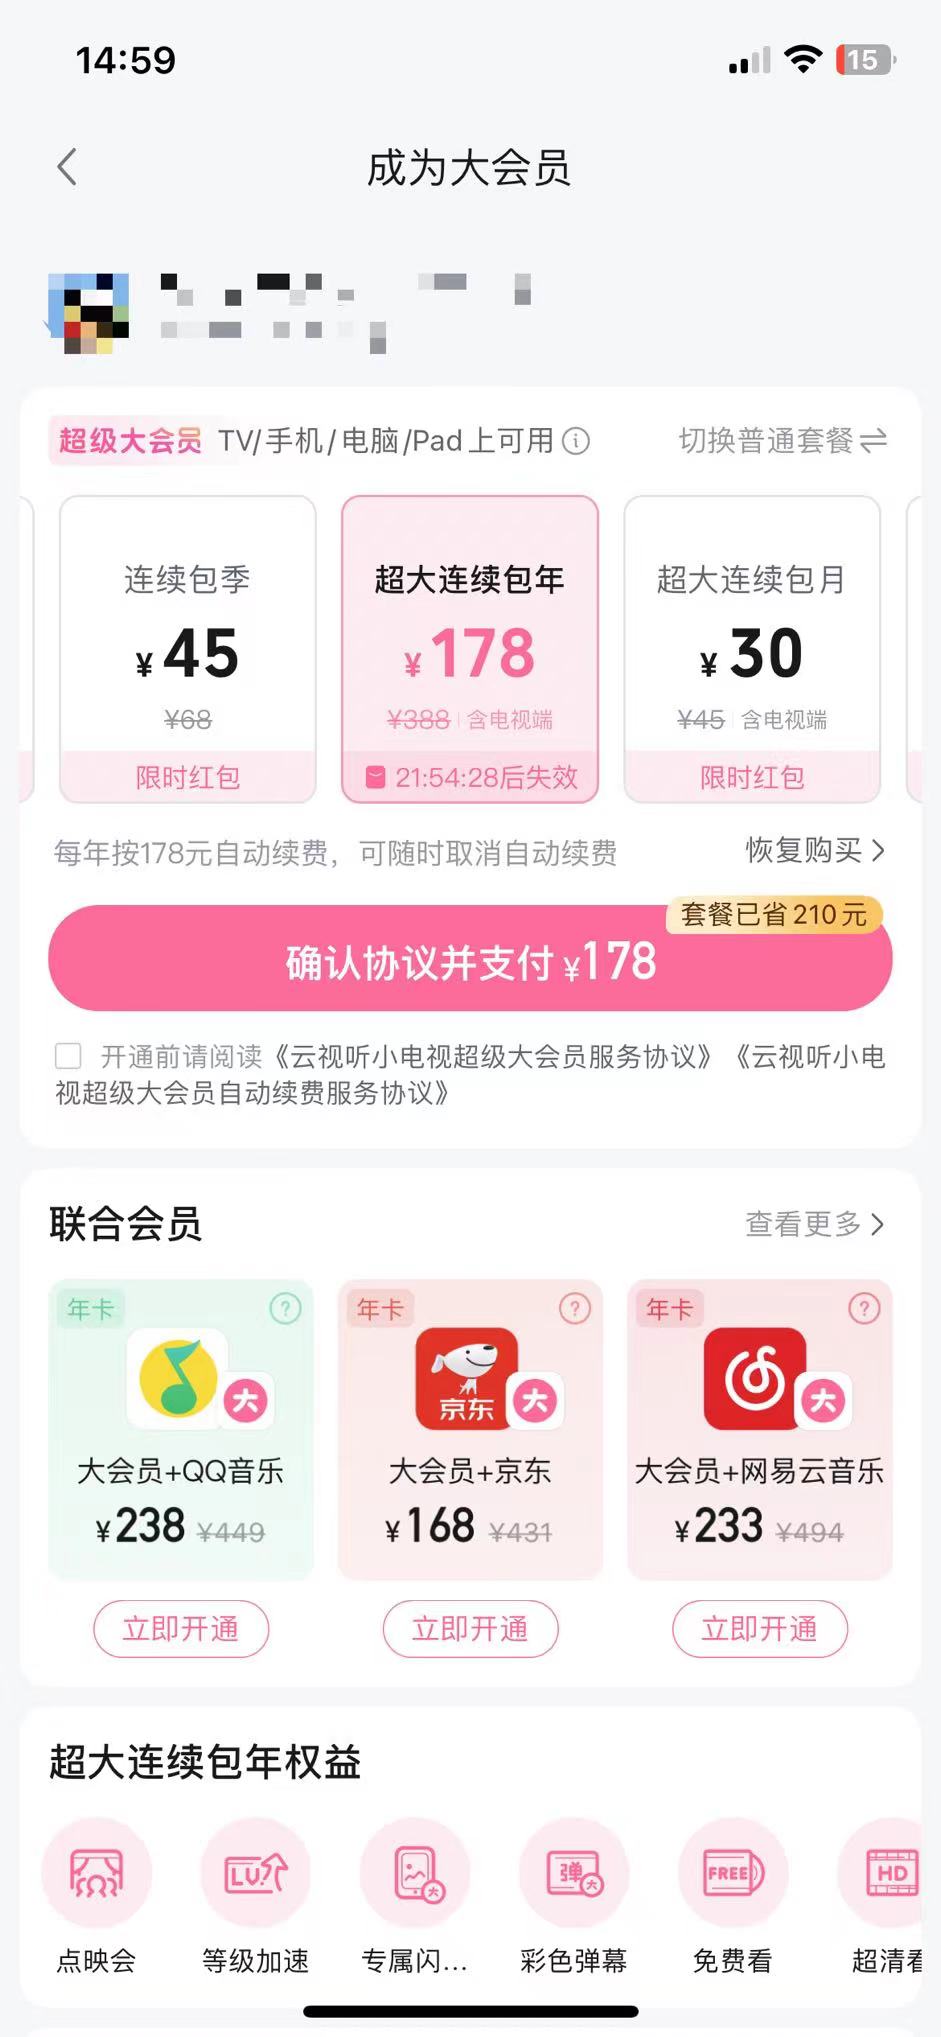 14:59
15
成为大会员
超级大会员 TV/手机/电脑/Pad上可用 切换普通套餐
连续包季
¥45
¥68
限时红包
超大连续包年
¥178
¥388 含电视端
21:54:28后失效
超大连续包月
¥30
¥45 含电视端
限时红包
每年按178元自动续费，可随时取消自动续费 恢复购买
套餐已省210元
确认协议并支付 ¥178
开通前请阅读《云视听小电视超级大会员服务协议》《云视听小电
视超级大会员自动续费服务协议》
联合会员 查看更多
年卡 ?
大
大会员+QQ音乐
¥238 ¥449
立即开通
年卡 ?
京东
大
大会员+京东
¥168 ¥431
立即开通
年卡 ?
大
大会员+网易云音乐
¥233 ¥494
立即开通
超大连续包年权益
LV
弹
大
FREE
HD
点映会 等级加速 专属闪... 彩色弹幕 免费看 超清看